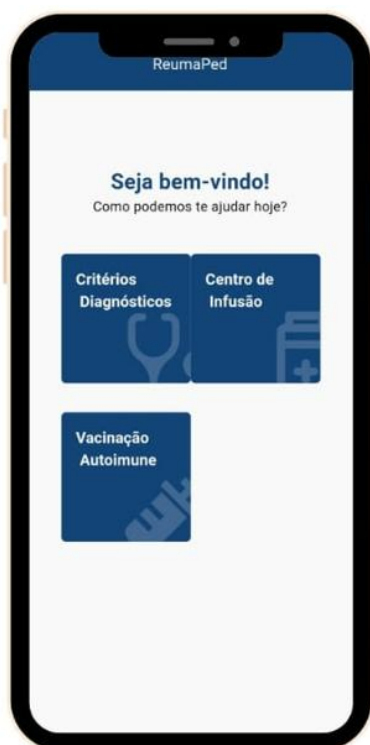 ReumaPed
Seja bem-vindo!
Como podemos te ajudar hoje?
Critérios
Diagnósticos
Centro de
Infusão
Vacinação
Autoimune